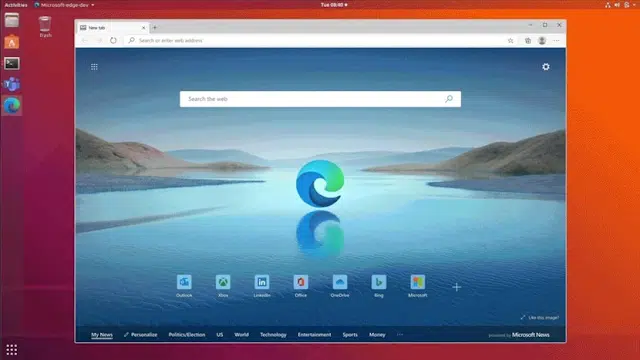 Activities Microsoft-edge-dev Tue 08:40
Trash
New tab
Search or enter web address
Search the web
Outlook Xbox LinkedIn Office OneDrive Bing Microsoft
Like this image?
My News Personalize Politics/Election US World Technology Entertainment Sports Money ... powered by Microsoft News